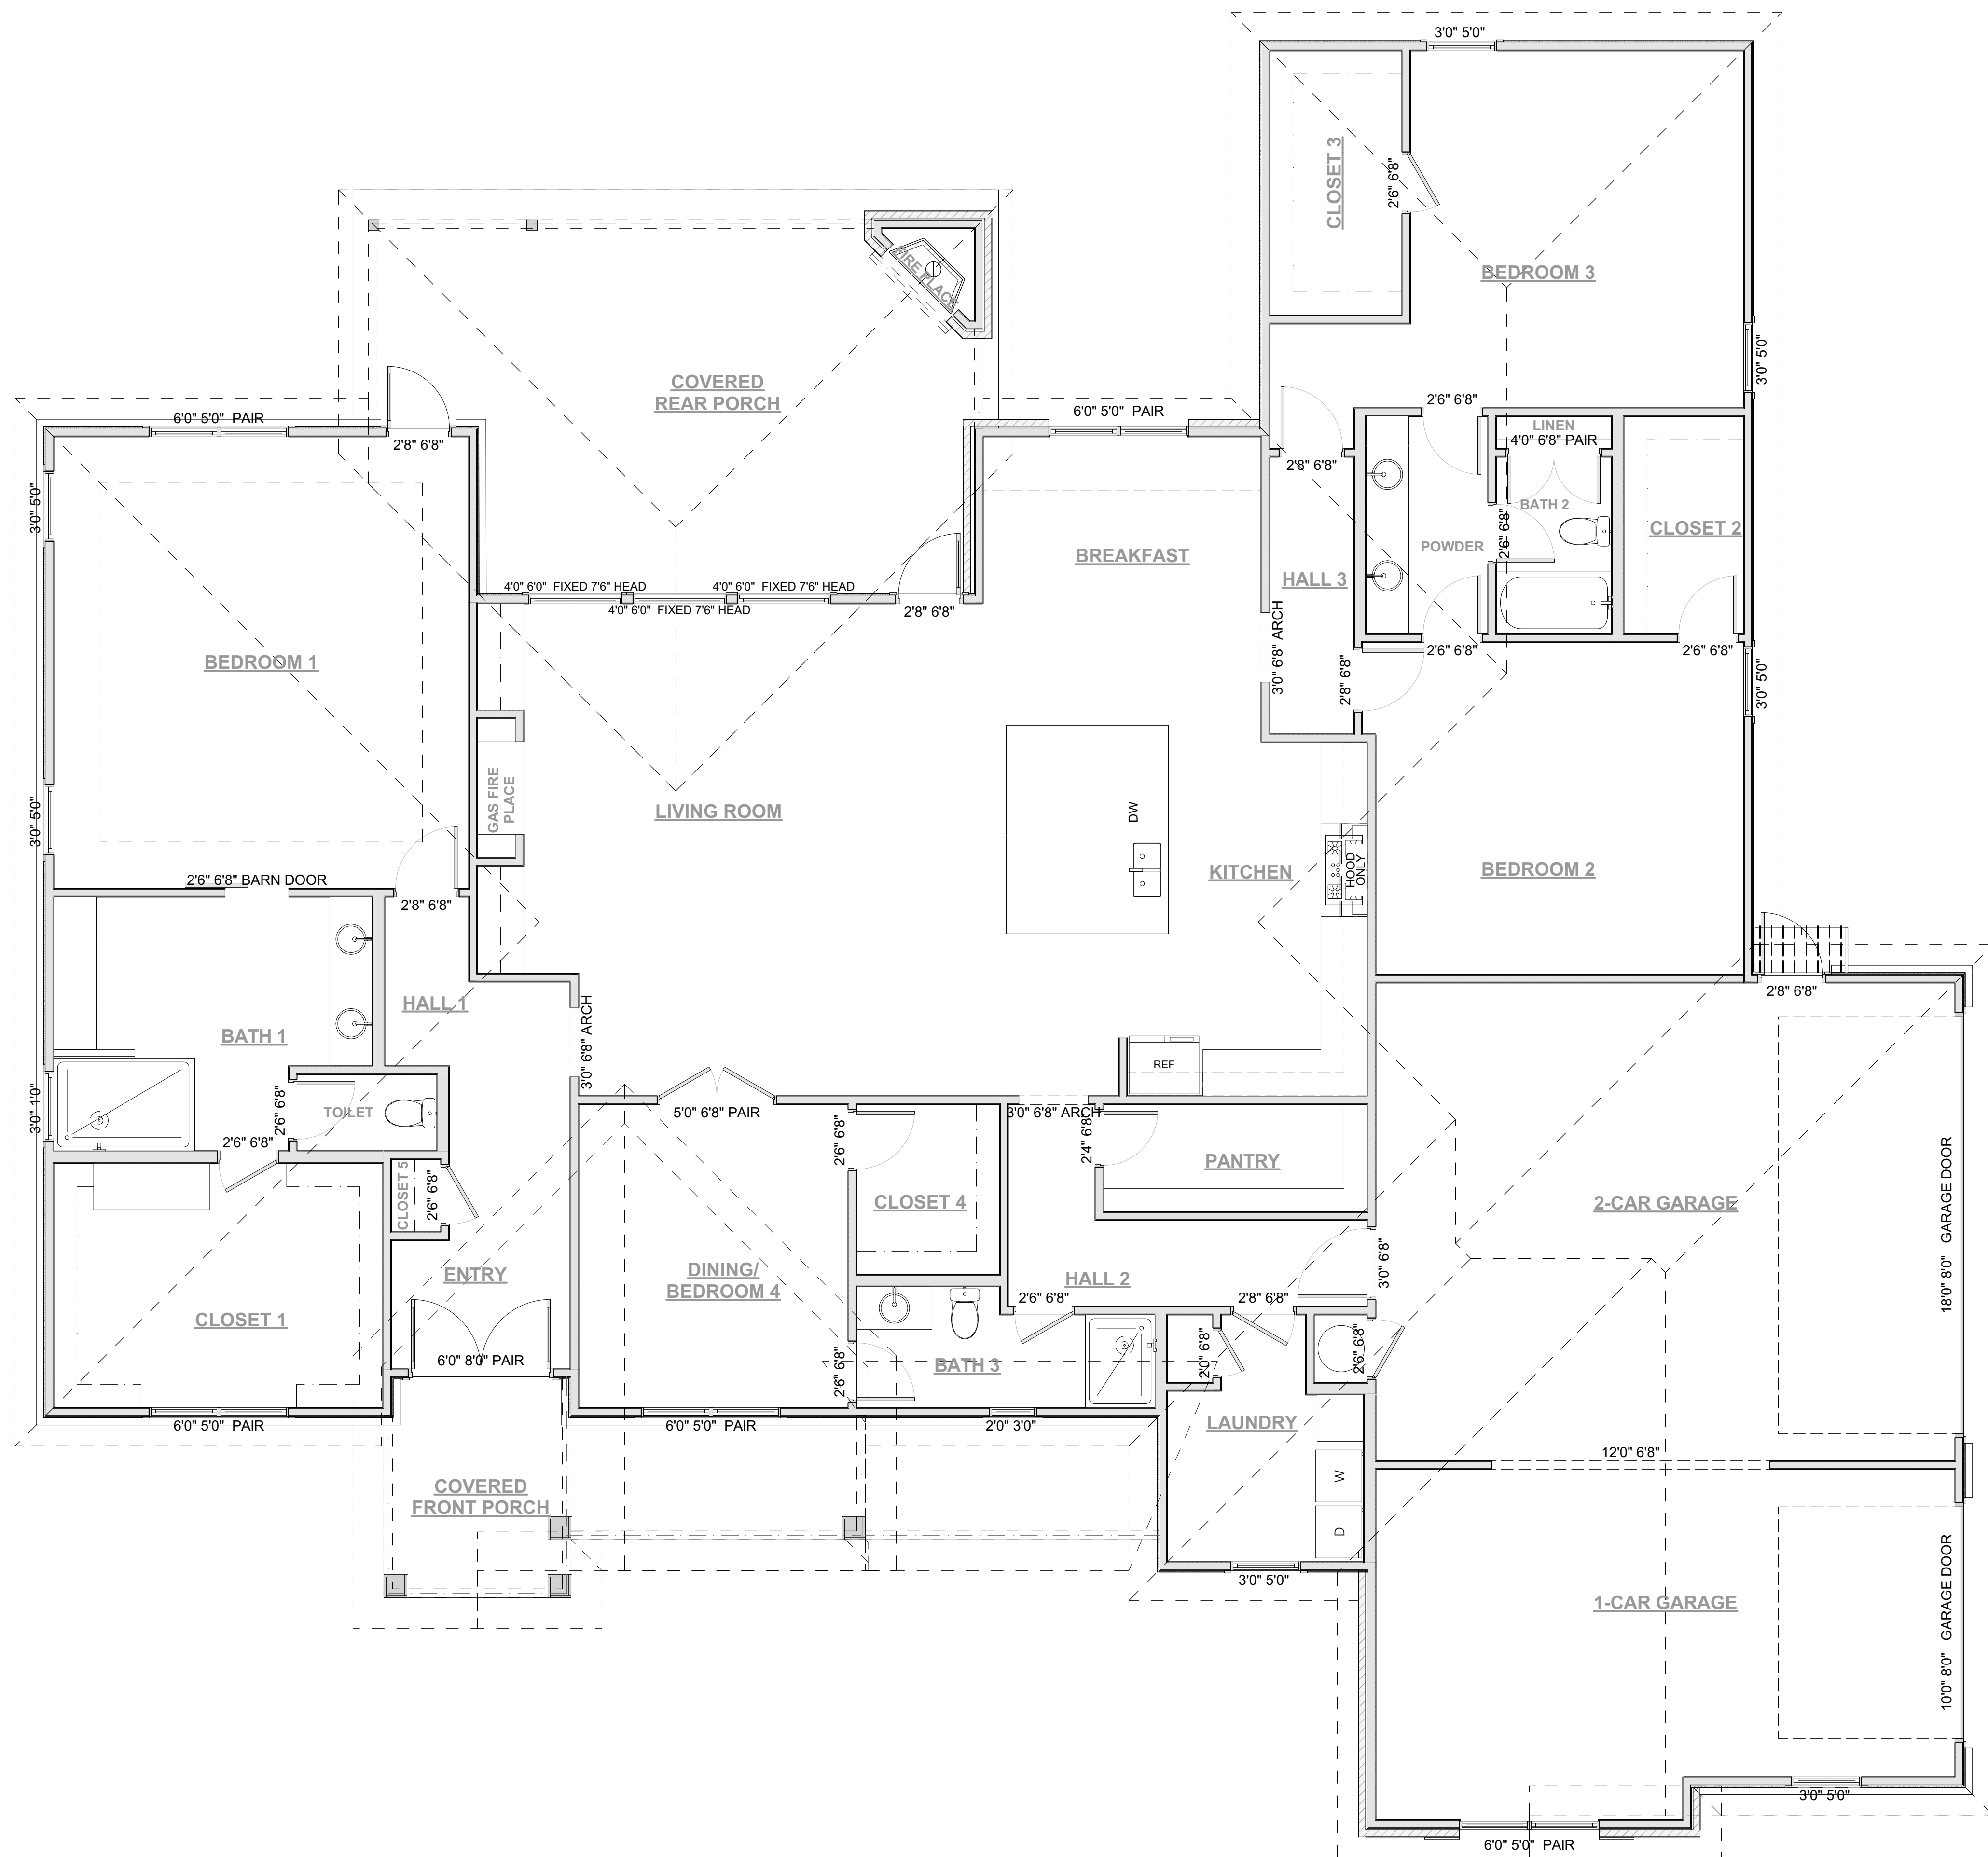 3'0" 5'0"
CLOSET 3
2'6" 6'8"
BEDROOM 3
FIRE PLACE
COVERED
REAR PORCH
3'0" 5'0"
6'0" 5'0" PAIR
2'8" 6'8"
6'0" 5'0" PAIR
2'6" 6'8"
LINEN
4'0" 6'8" PAIR
2'8" 6'8"
3'0" 5'0"
BATH 2
CLOSET 2
2'6" 6'8"
POWDER
BREAKFAST
HALL 3
4'0" 6'0" FIXED 7'6" HEAD
4'0" 6'0" FIXED 7'6" HEAD
4'0" 6'0" FIXED 7'6" HEAD
2'8" 6'8"
3'0" 6'8" ARCH
2'8" 6'8"
2'6" 6'8"
2'6" 6'8"
3'0" 5'0"
BEDROOM 1
GAS FIRE
PLACE
LIVING ROOM
DW
KITCHEN
HOOD
ONLY
BEDROOM 2
3'0" 5'0"
2'6" 6'8" BARN DOOR
2'8" 6'8"
HALL 1
BATH 1
3'0" 6'8" ARCH
REF
2'8" 6'8"
3'0" 1'0"
2'6" 6'8"
TOILET
2'6" 6'8"
5'0" 6'8" PAIR
2'6" 6'8"
3'0" 6'8" ARCH
2'4" 6'8"
PANTRY
CLOSET 5
2'6" 6'8"
CLOSET 4
2-CAR GARAGE
18'0" 8'0" GARAGE DOOR
ENTRY
DINING/
BEDROOM 4
HALL 2
3'0" 6'8"
CLOSET 1
2'6" 6'8"
2'8" 6'8"
6'0" 8'0" PAIR
2'6" 6'8"
BATH 3
2'0" 6'8"
2'6" 6'8"
6'0" 5'0" PAIR
6'0" 5'0" PAIR
2'0" 3'0"
LAUNDRY
12'0" 6'8"
W
D
COVERED
FRONT PORCH
3'0" 5'0"
1-CAR GARAGE
10'0" 8'0" GARAGE DOOR
3'0" 5'0"
6'0" 5'0" PAIR